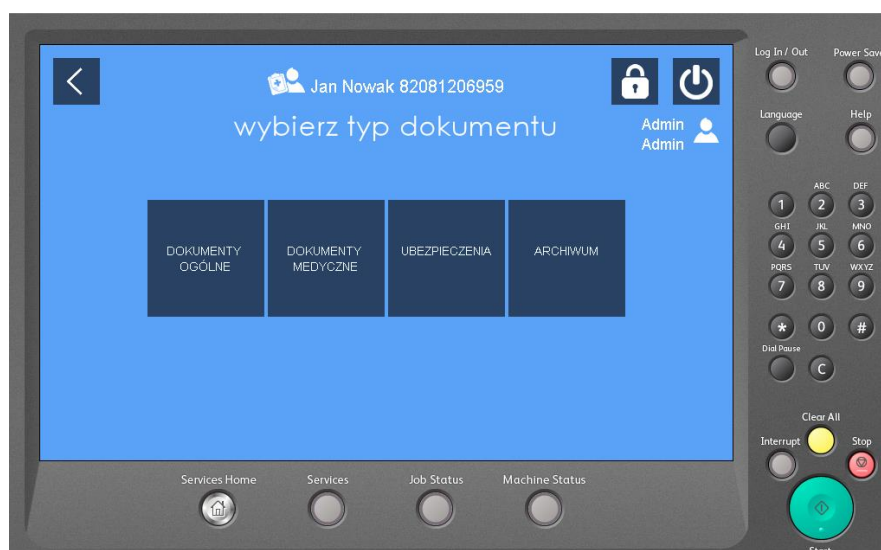 Jan Nowak 82081206959
wybierz typ dokumentu
Admin
Admin
DOKUMENTY
OGÓLNE
DOKUMENTY
MEDYCZNE
UBEZPIECZENIA
ARCHIWUM
Services Home
Services
Job Status
Machine Status
Log In / Out
Power Save
Language
Help
ABC
DEF
1
2
3
GHI
JKL
MNO
4
5
6
PQRS
TUV
WXYZ
7
8
9
*
0
#
Dial Pause
C
Clear All
Interrupt
Stop
Start